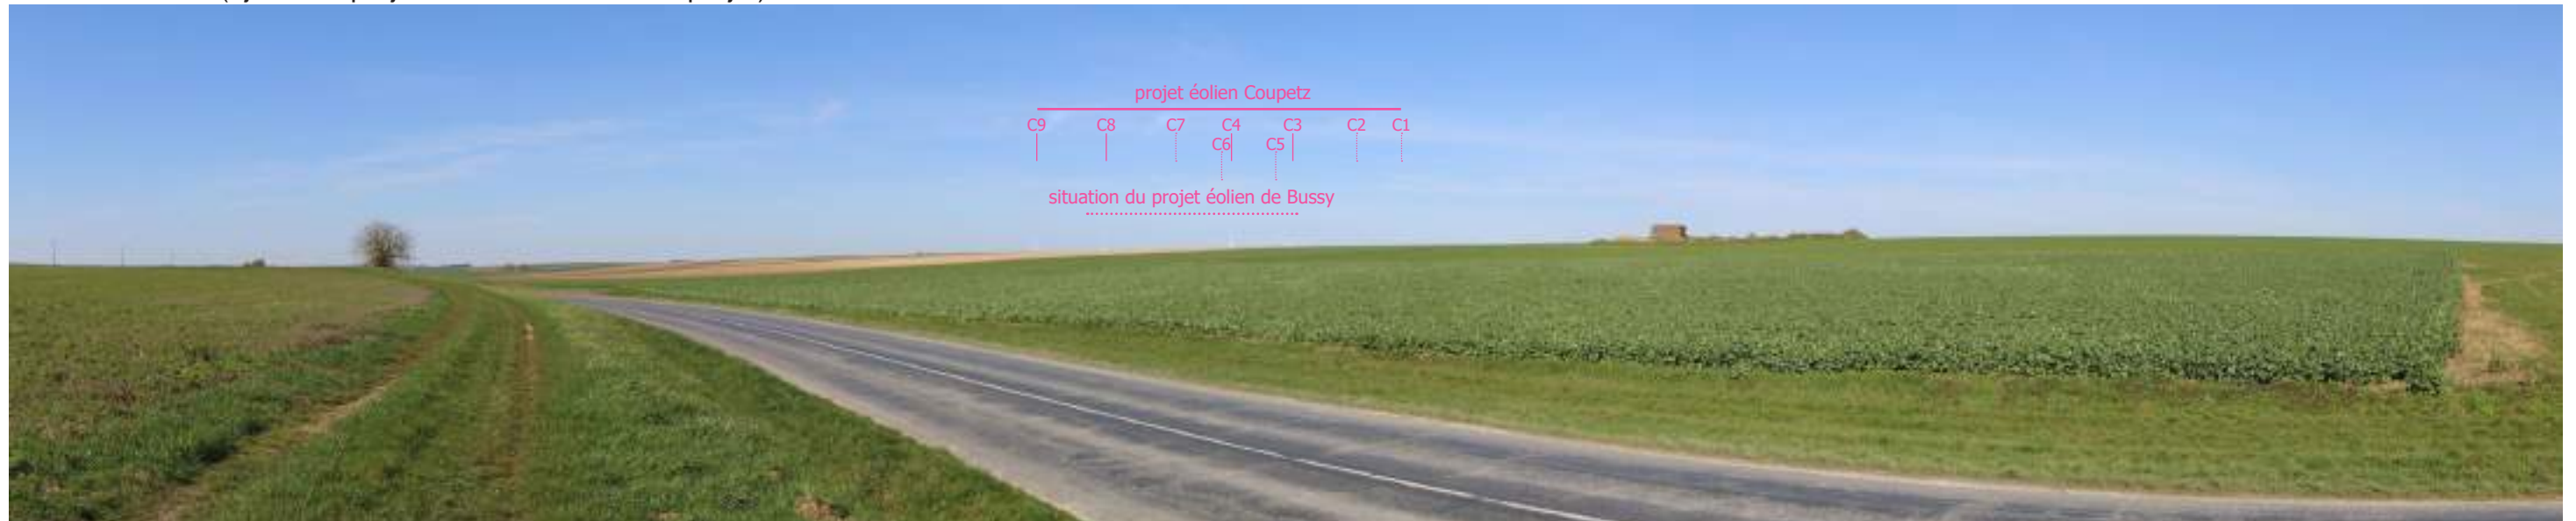 projet éolien Coupetz
C9 C8 C7 C4 C3 C2 C1
C6 C5
situation du projet éolien de Bussy